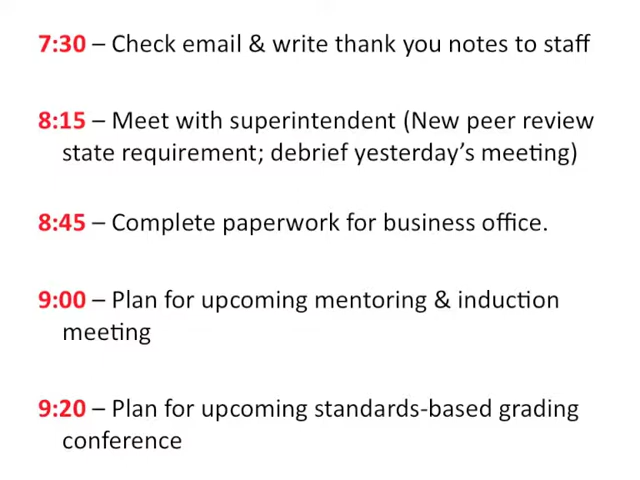 7:30 – Check email & write thank you notes to staff
8:15 – Meet with superintendent (New peer review
state requirement; debrief yesterday’s meeting)
8:45 – Complete paperwork for business office.
9:00 – Plan for upcoming mentoring & induction
meeting
9:20 – Plan for upcoming standards-based grading
conference